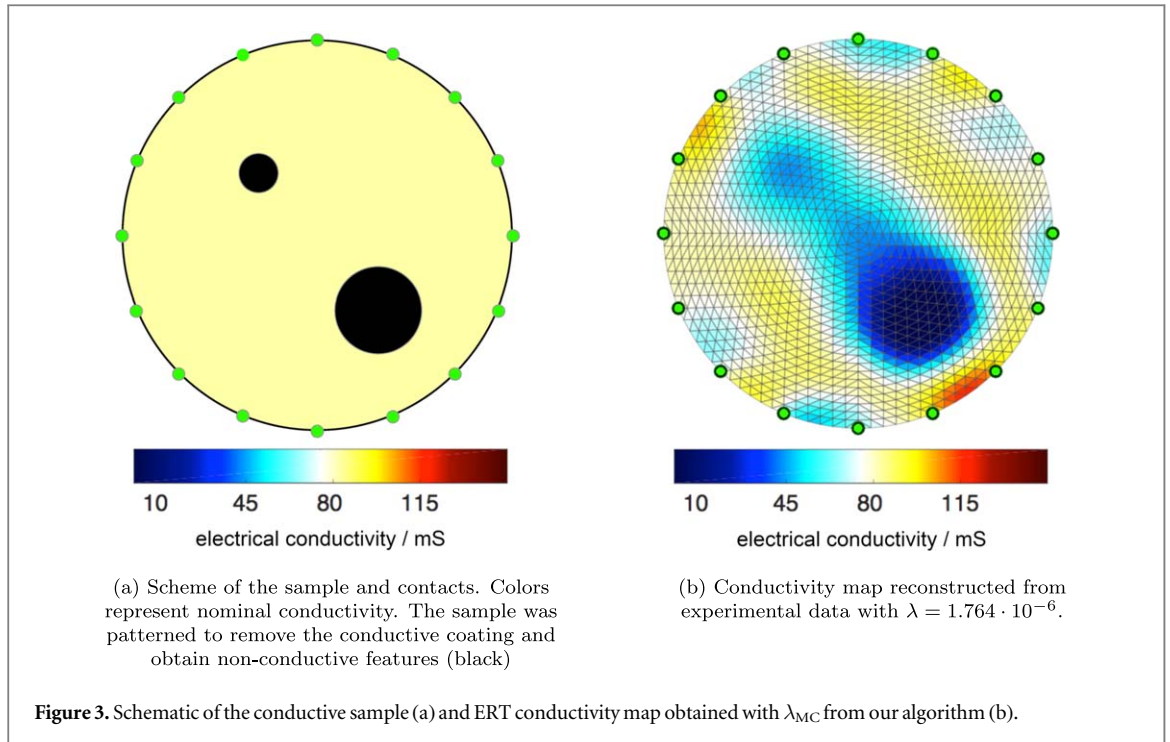 10 45 80 115
electrical conductivity / mS
10 45 80 115
electrical conductivity / mS
(a) Scheme of the sample and contacts. Colors
represent nominal conductivity. The sample was
patterned to remove the conductive coating and
obtain non-conductive features (black)
(b) Conductivity map reconstructed from
experimental data with λ = 1.764 · 10⁻⁶.
Figure 3. Schematic of the conductive sample (a) and ERT conductivity map obtained with λMC from our algorithm (b).